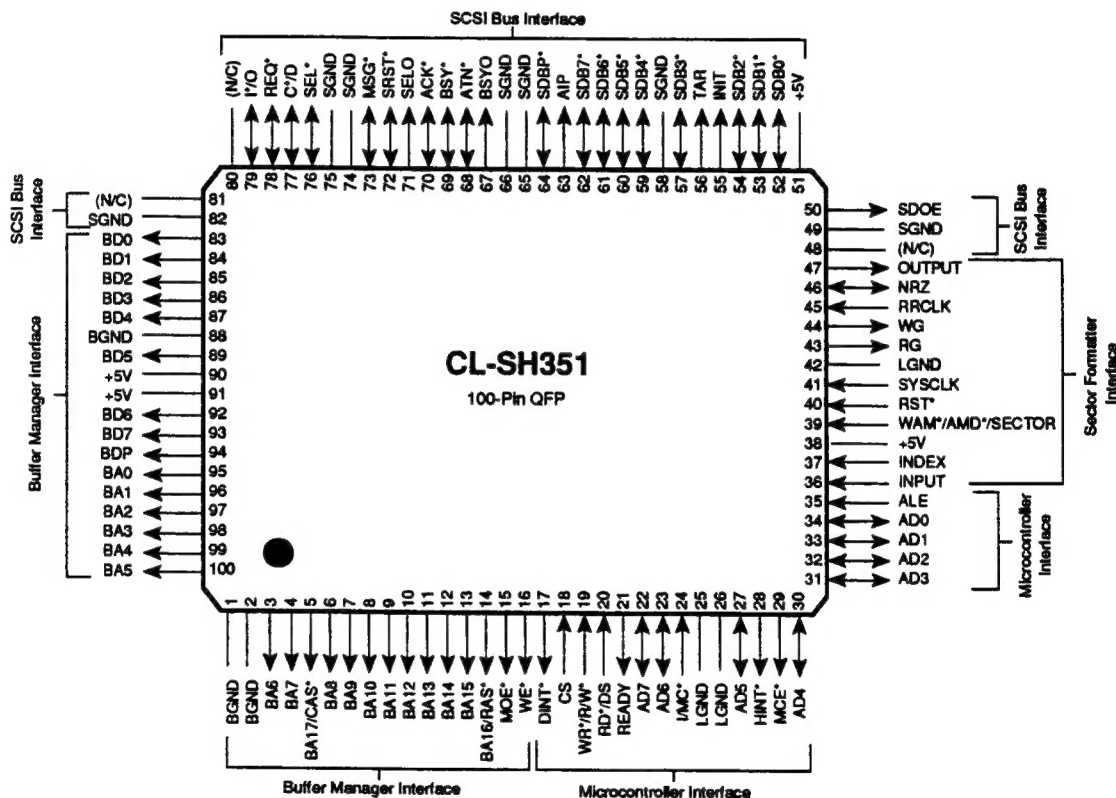 SCSI Bus Interface
(N/C) I*/O REQ* C*/D SEL* SGND SGND MSG* SRST* SELO ACK* BSY* ATN* BSYO SGND SGND SDBP* AIP SDB7* SDB6* SDB5* SDB4* SGND SDB3* TAR INIT SDB2* SDB1* SDB0* +5V
80 79 78 77 76 75 74 73 72 71 70 69 68 67 66 65 64 63 62 61 60 59 58 57 56 55 54 53 52 51
SCSI Bus Interface
(N/C) 81
SGND 82
Buffer Manager Interface
BD0 83
BD1 84
BD2 85
BD3 86
BD4 87
BGND 88
BD5 89
+5V 90
+5V 91
BD6 92
BD7 93
BDP 94
BA0 95
BA1 96
BA2 97
BA3 98
BA4 99
BA5 100
CL-SH351
100-Pin QFP
50 SDOE
49 SGND
48 (N/C)
SCSI Bus Interface
47 OUTPUT
46 NRZ
45 RRCLK
44 WG
43 RG
42 LGND
41 SYSCLK
40 RST*
39 WAM*/AMD*/SECTOR
38 +5V
37 INDEX
36 INPUT
Sector Formatter Interface
35 ALE
34 AD0
33 AD1
32 AD2
31 AD3
Microcontroller Interface
1 2 3 4 5 6 7 8 9 10 11 12 13 14 15 16 17 18 19 20 21 22 23 24 25 26 27 28 29 30
BGND BGND BA6 BA7 BA17/CAS* BA8 BA9 BA10 BA11 BA12 BA13 BA14 BA15 BA16/RAS* MOE* WE* DINT* CS WR*/R/W* RD*/DS READY AD7 AD6 I/MC* LGND LGND AD5 HINT* MCE* AD4
Buffer Manager Interface
Microcontroller Interface